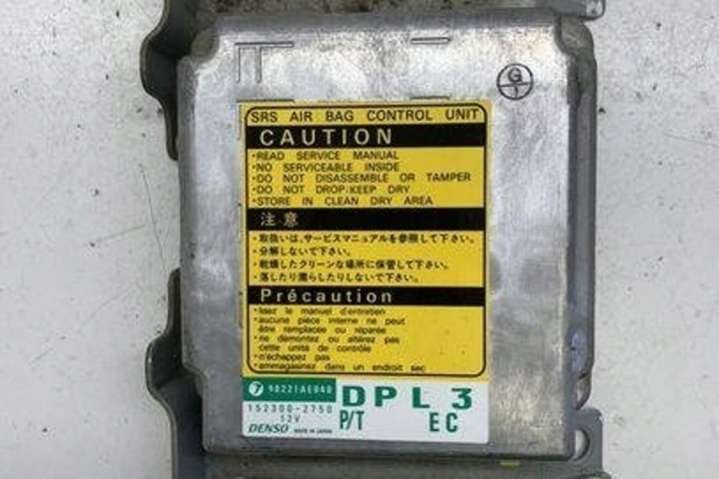 G
1
SRS AIR BAG CONTROL UNIT
CAUTION
・READ SERVICE MANUAL
・NO SERVICEABLE INSIDE
・DO NOT DISASSEMBLE OR TAMPER
・DO NOT DROP:KEEP DRY
・STORE IN CLEAN DRY AREA
注意
・取扱いは、サービスマニュアルを参照して下さい。
・分解しないで下さい。
・乾燥したクリーンな場所に保管して下さい。
・落したり濡らしたりしないで下さい。
Précaution
・lisez le manuel d'entretien
・aucune pièce interne ne peut
être remplacée ou réparée
・ne démontez ou altérez pas
cette unité de contrôle
・n'échappez pas
・emmagasinez dans un endroit sec
7 98221AE040 DPL3
152300-2750
12V P/T EC
DENSO MADE IN JAPAN